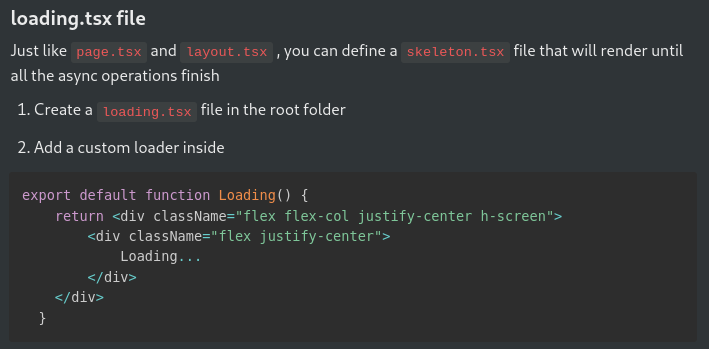 loading.tsx file
Just like page.tsx and layout.tsx , you can define a skeleton.tsx file that will render until
all the async operations finish
1. Create a loading.tsx file in the root folder
2. Add a custom loader inside
export default function Loading() {
    return <div className="flex flex-col justify-center h-screen">
        <div className="flex justify-center">
            Loading...
        </div>
    </div>
  }